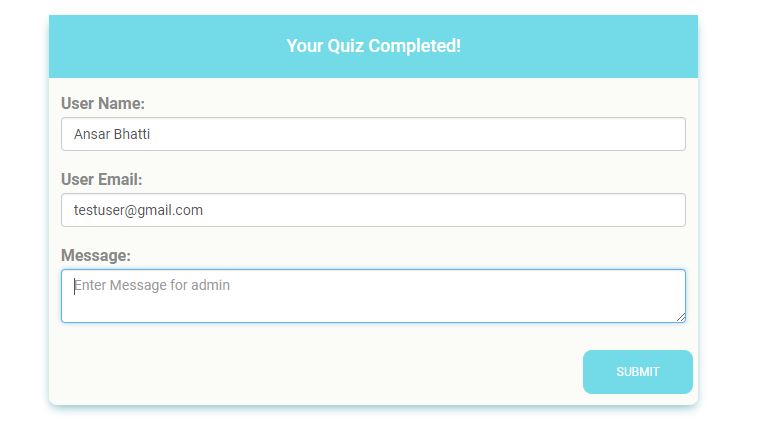 Your Quiz Completed!
User Name:
Ansar Bhatti
User Email:
testuser@gmail.com
Message:
Enter Message for admin
SUBMIT